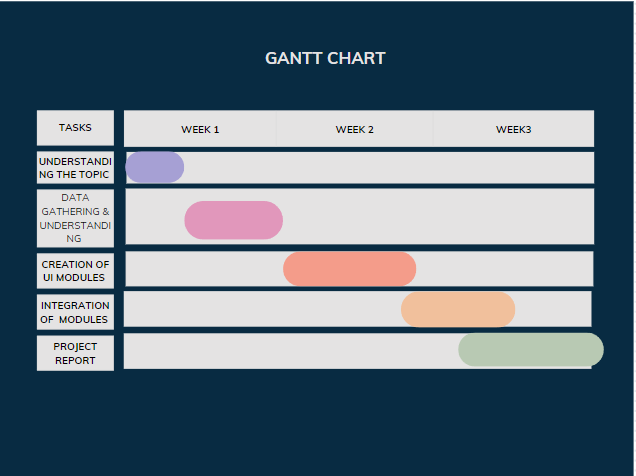 GANTT CHART
TASKS
WEEK 1
WEEK 2
WEEK3
UNDERSTANDI
NG THE TOPIC
DATA
GATHERING &
UNDERSTANDI
NG
CREATION OF
UI MODULES
INTEGRATION
OF MODULES
PROJECT
REPORT